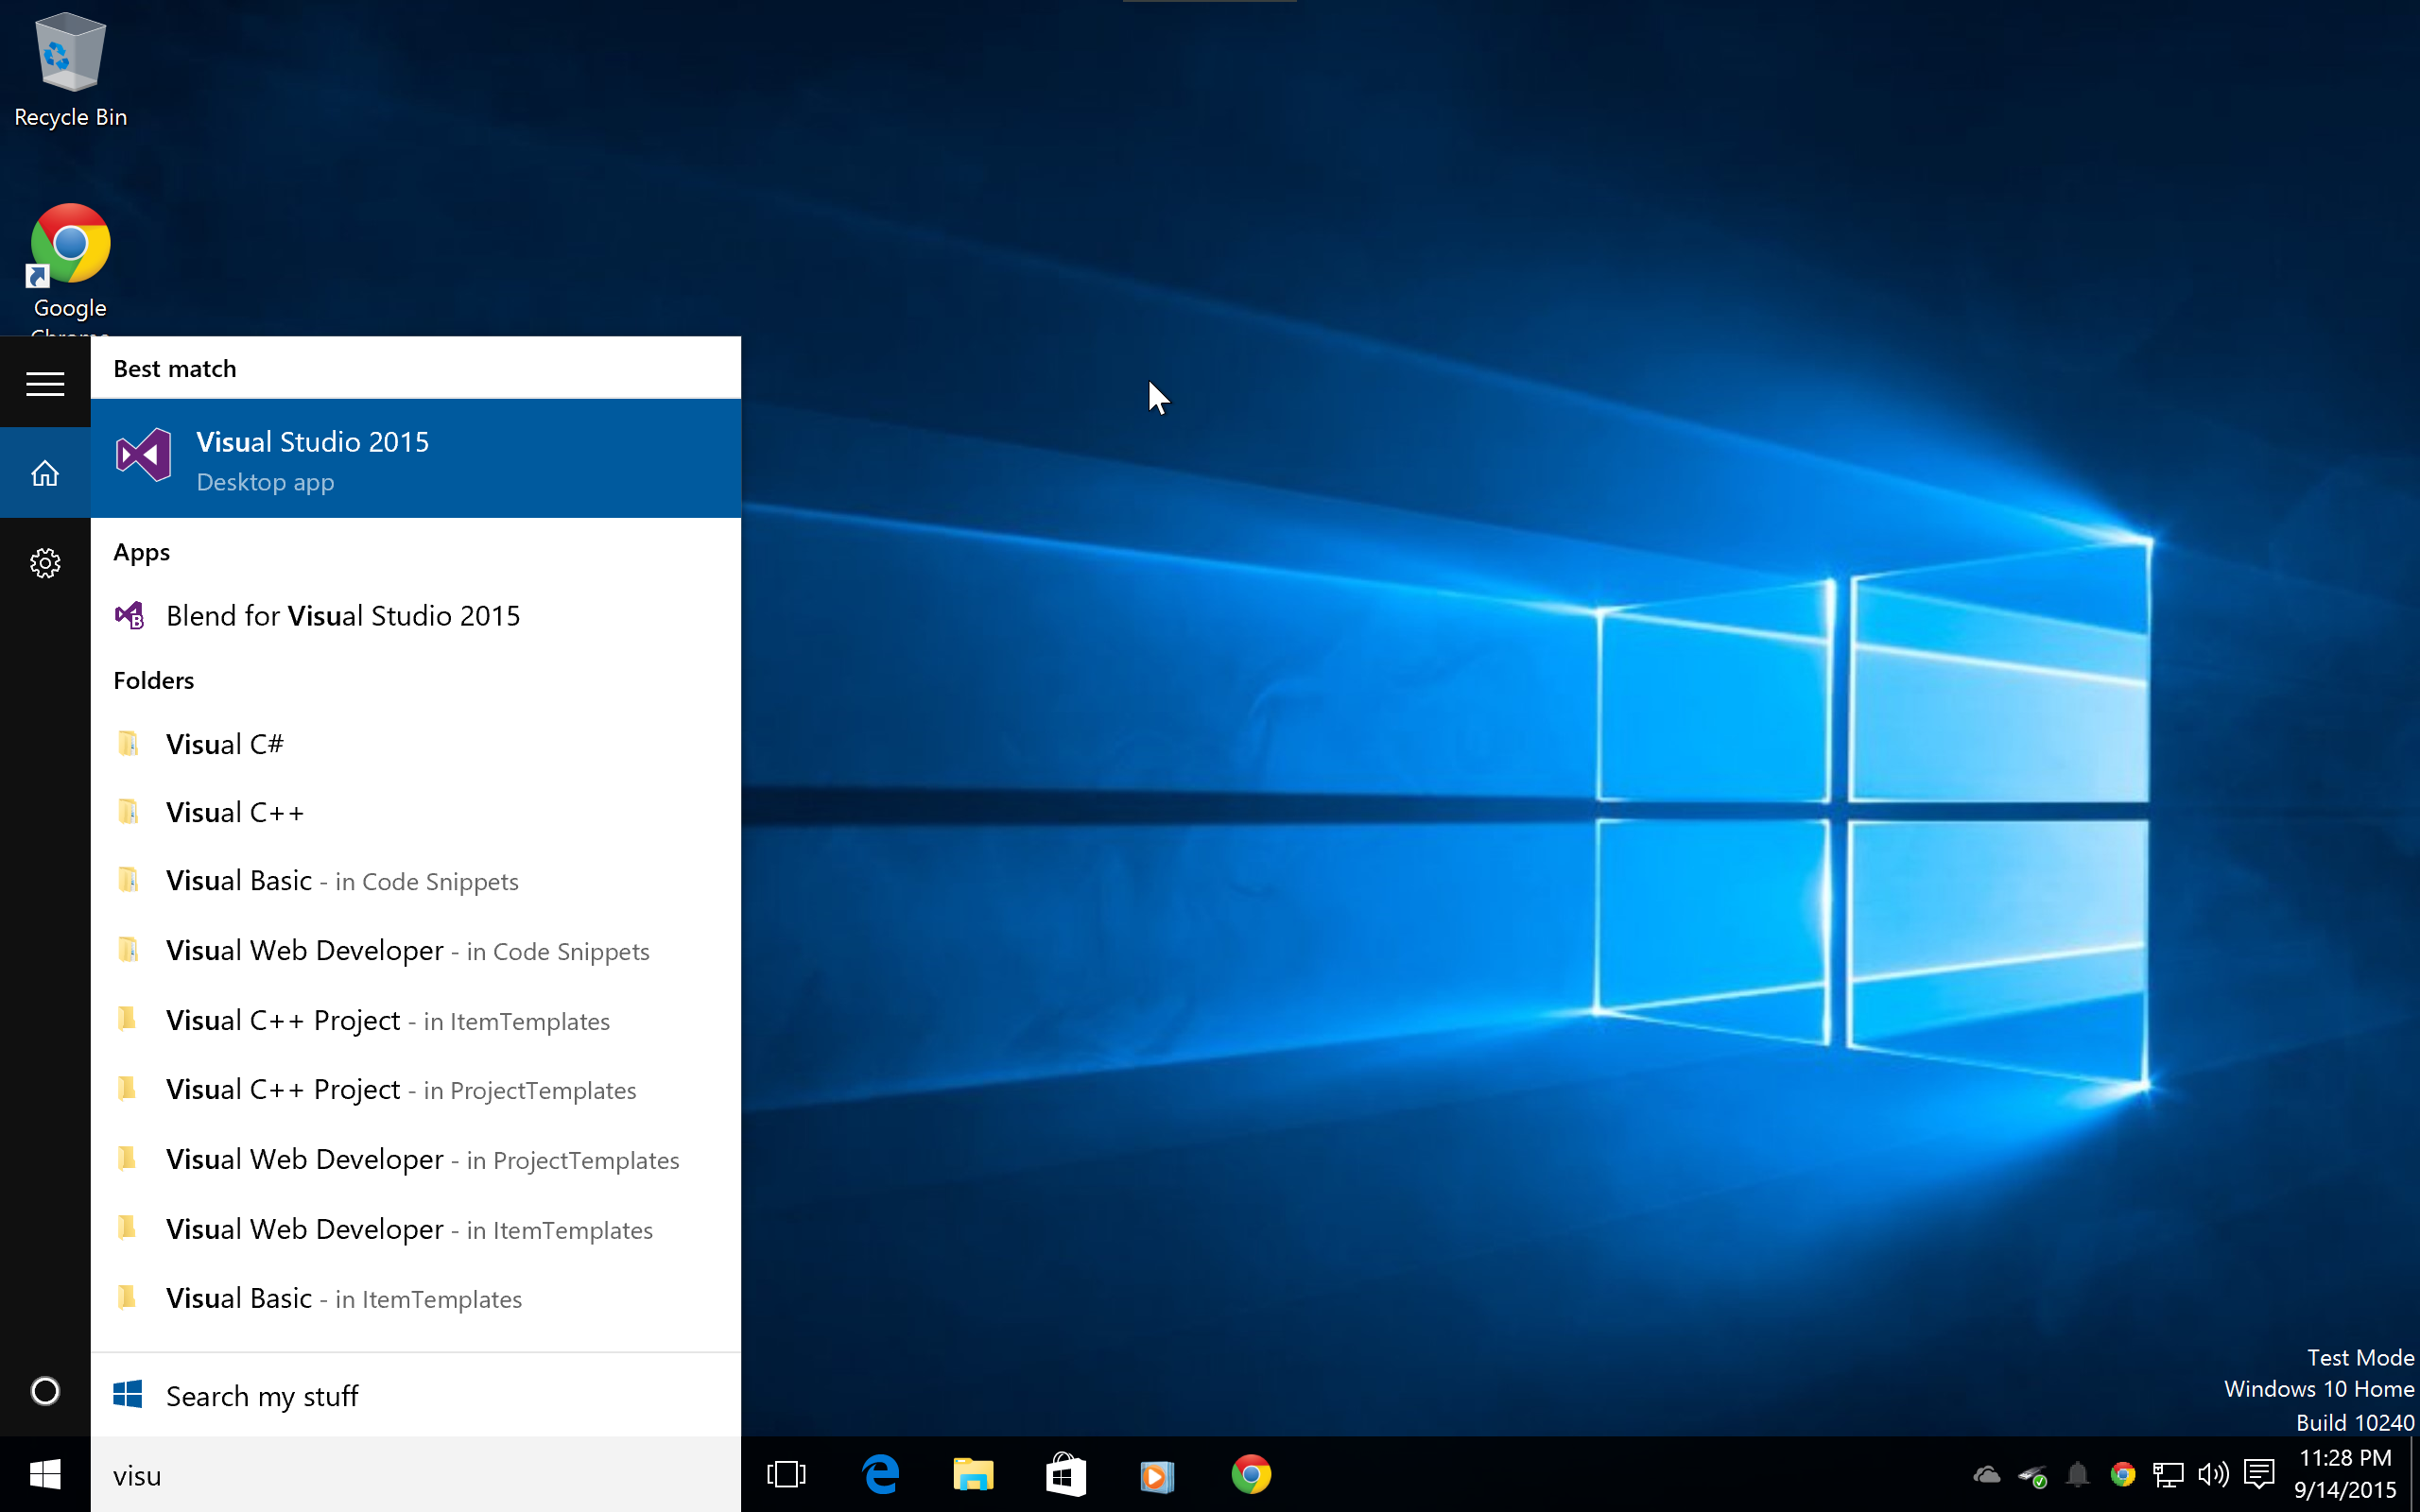 Recycle Bin
Google
Best match
Visual Studio 2015
Desktop app
Apps
Blend for Visual Studio 2015
Folders
Visual C#
Visual C++
Visual Basic - in Code Snippets
Visual Web Developer - in Code Snippets
Visual C++ Project - in ItemTemplates
Visual C++ Project - in ProjectTemplates
Visual Web Developer - in ProjectTemplates
Visual Web Developer - in ItemTemplates
Visual Basic - in ItemTemplates
Search my stuff
visu
Test Mode
Windows 10 Home
Build 10240
11:28 PM
9/14/2015